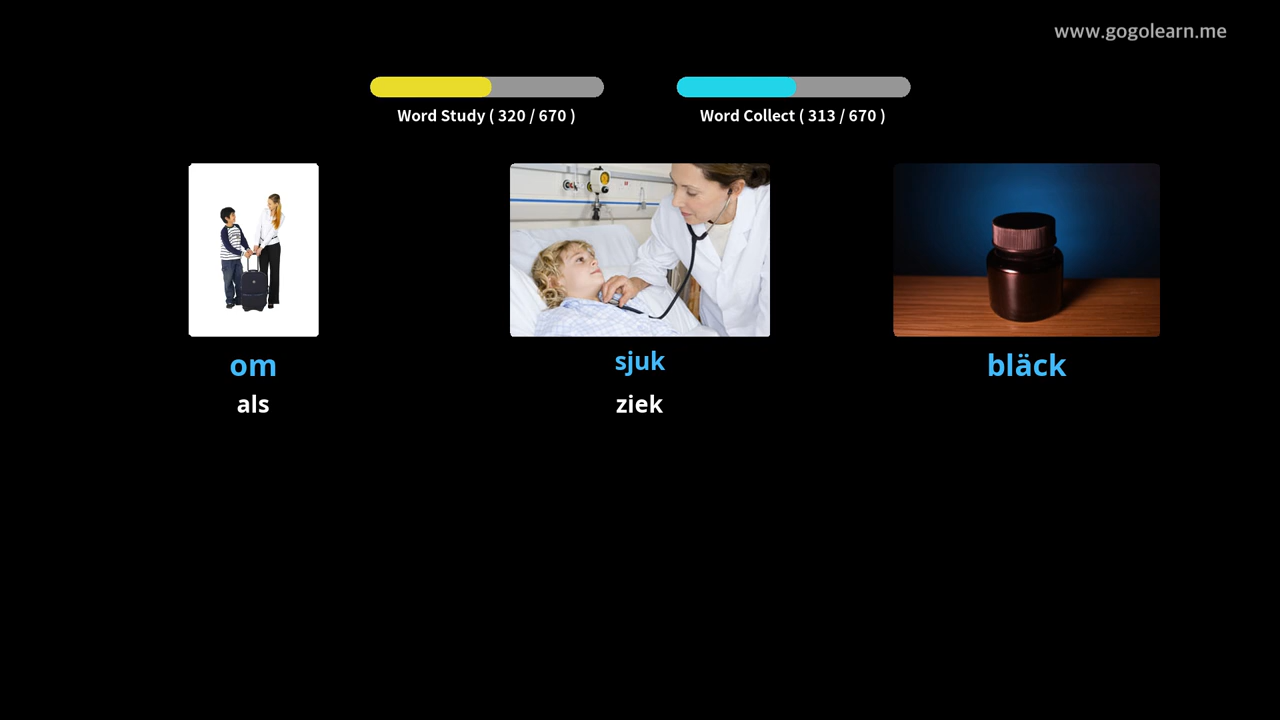 www.gogolearn.me
Word Study ( 320 / 670 )
Word Collect ( 313 / 670 )
om
sjuk
bläck
als
ziek